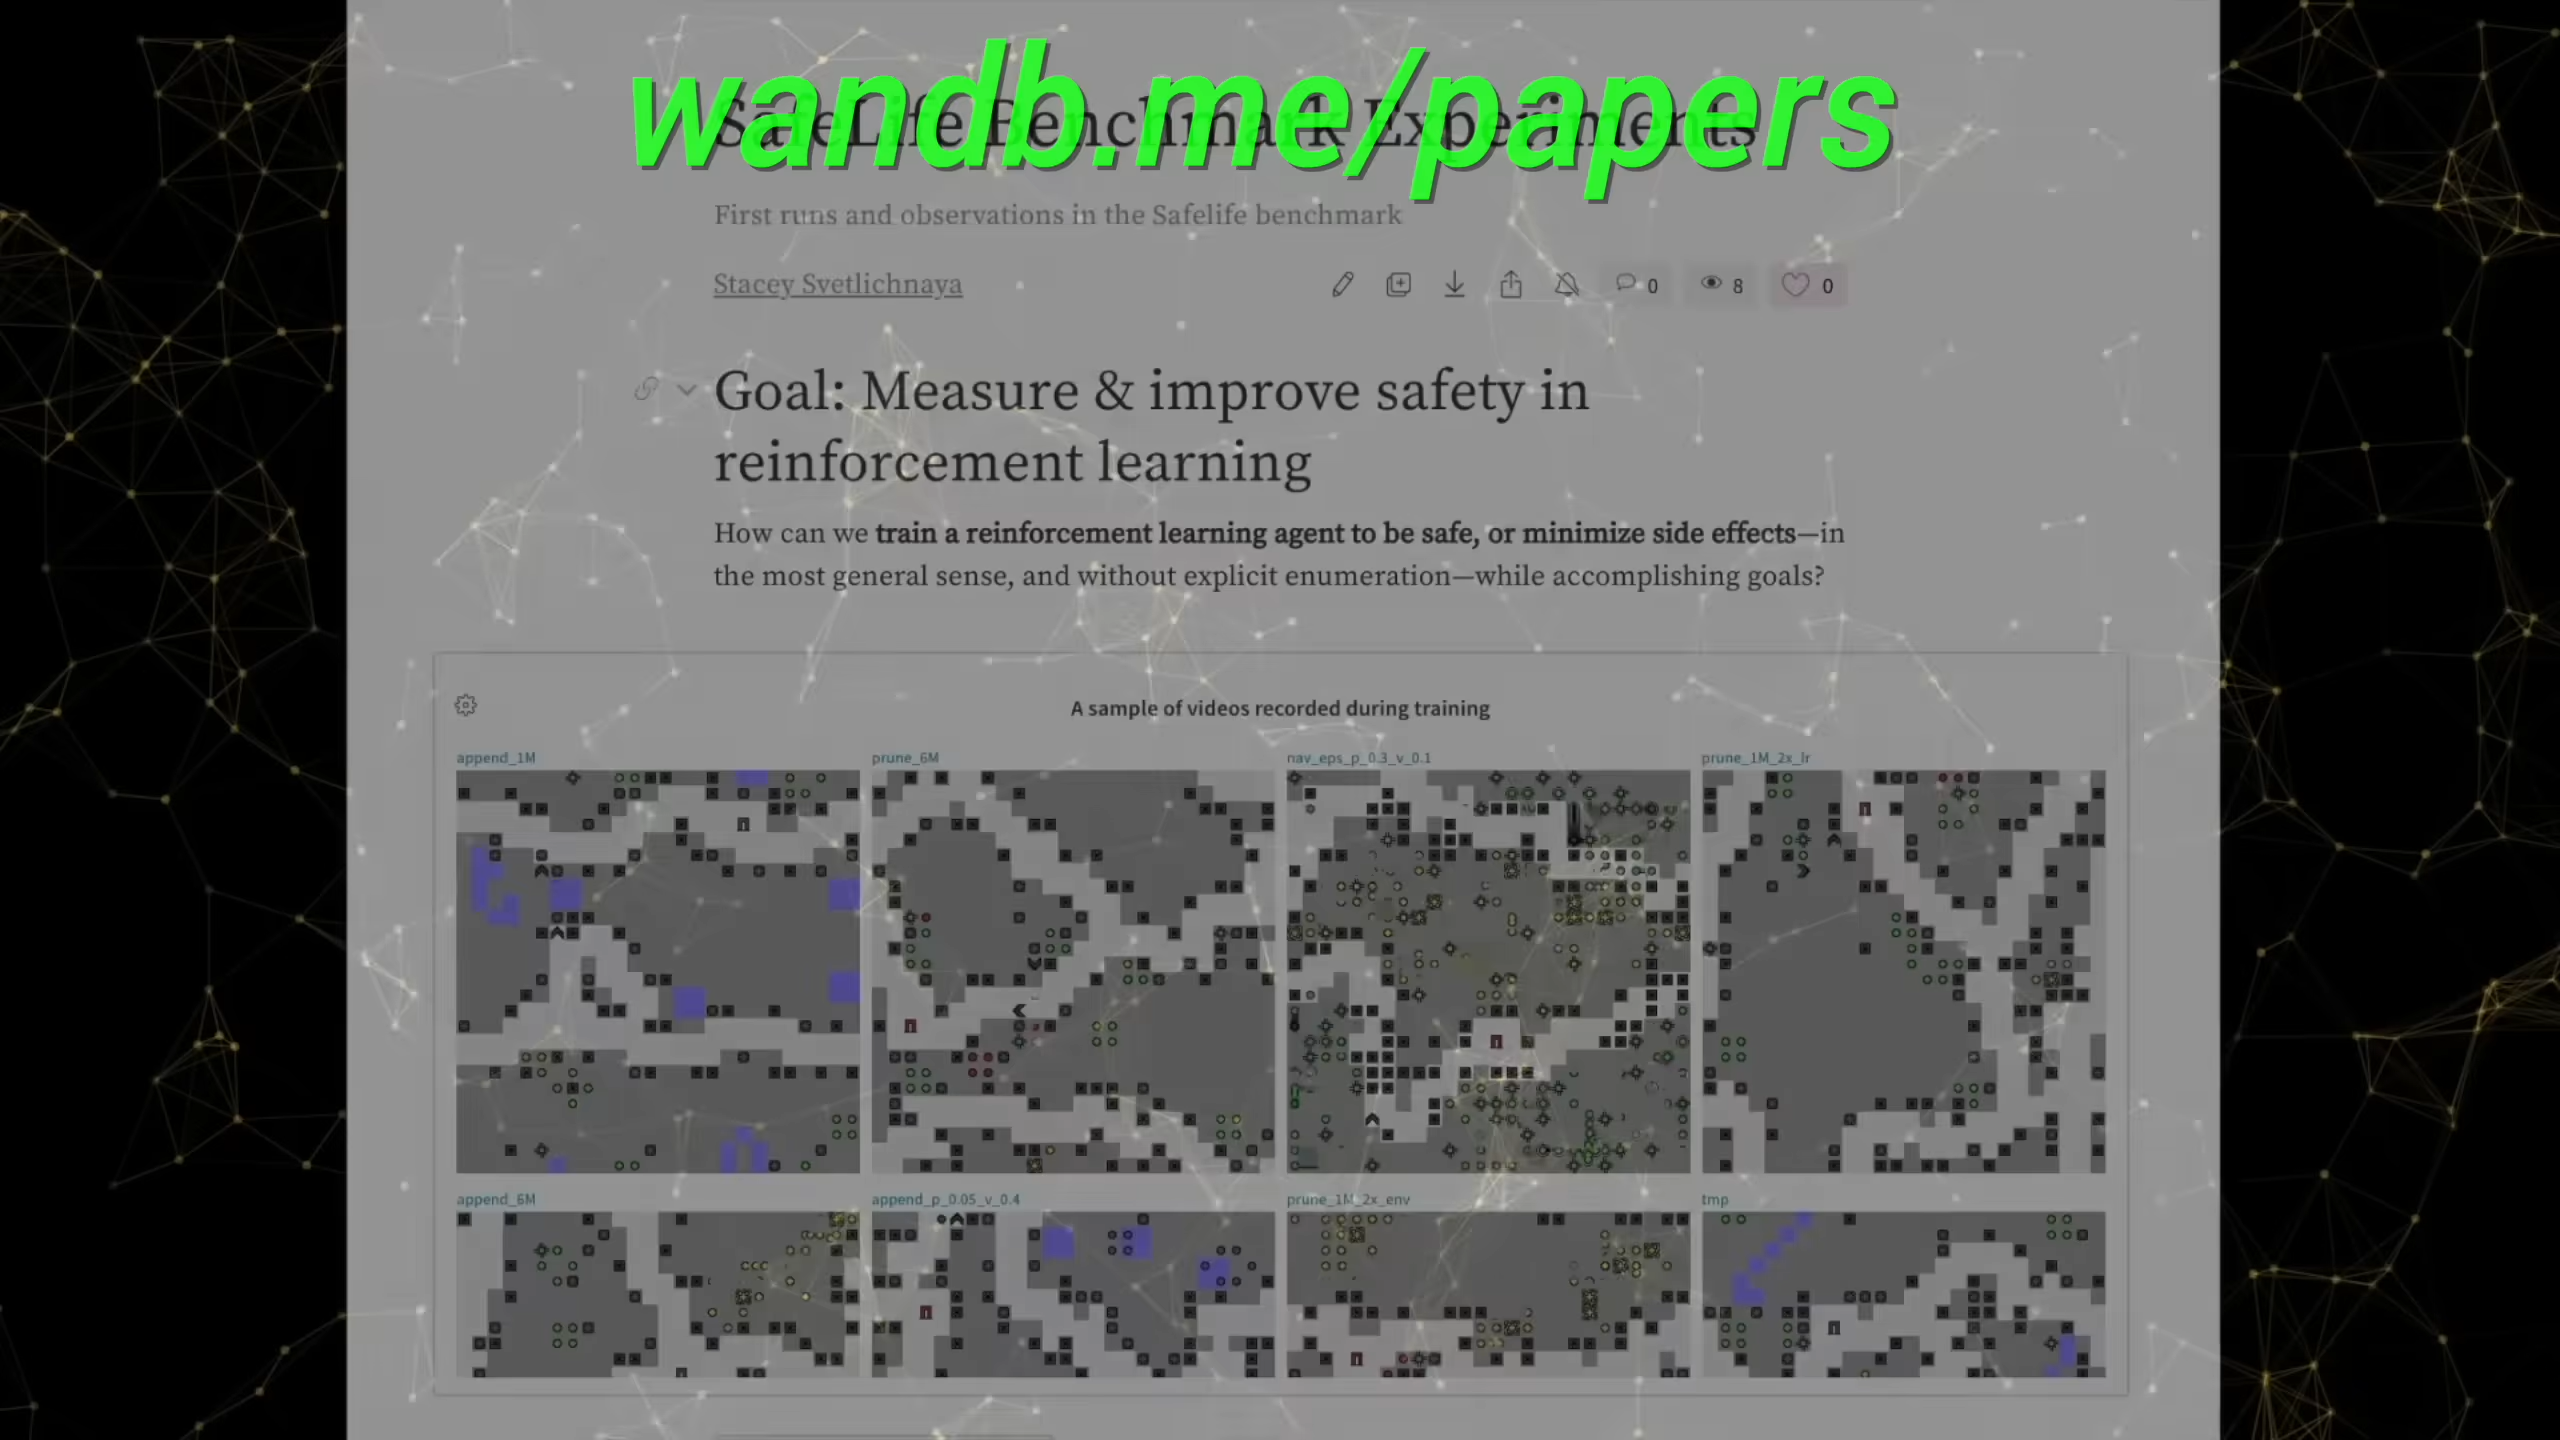 wandb.me/papers
SafeLife Benchmark Experiments
First runs and observations in the Safelife benchmark
Stacey Svetlichnaya
0
8
0
Goal: Measure & improve safety in
reinforcement learning
How can we train a reinforcement learning agent to be safe, or minimize side effects—in
the most general sense, and without explicit enumeration—while accomplishing goals?
A sample of videos recorded during training
append_1M
prune_6M
nav_eps_p_0.3_v_0.1
prune_1M_2x_lr
append_6M
append_p_0.05_v_0.4
prune_1M_2x_env
tmp